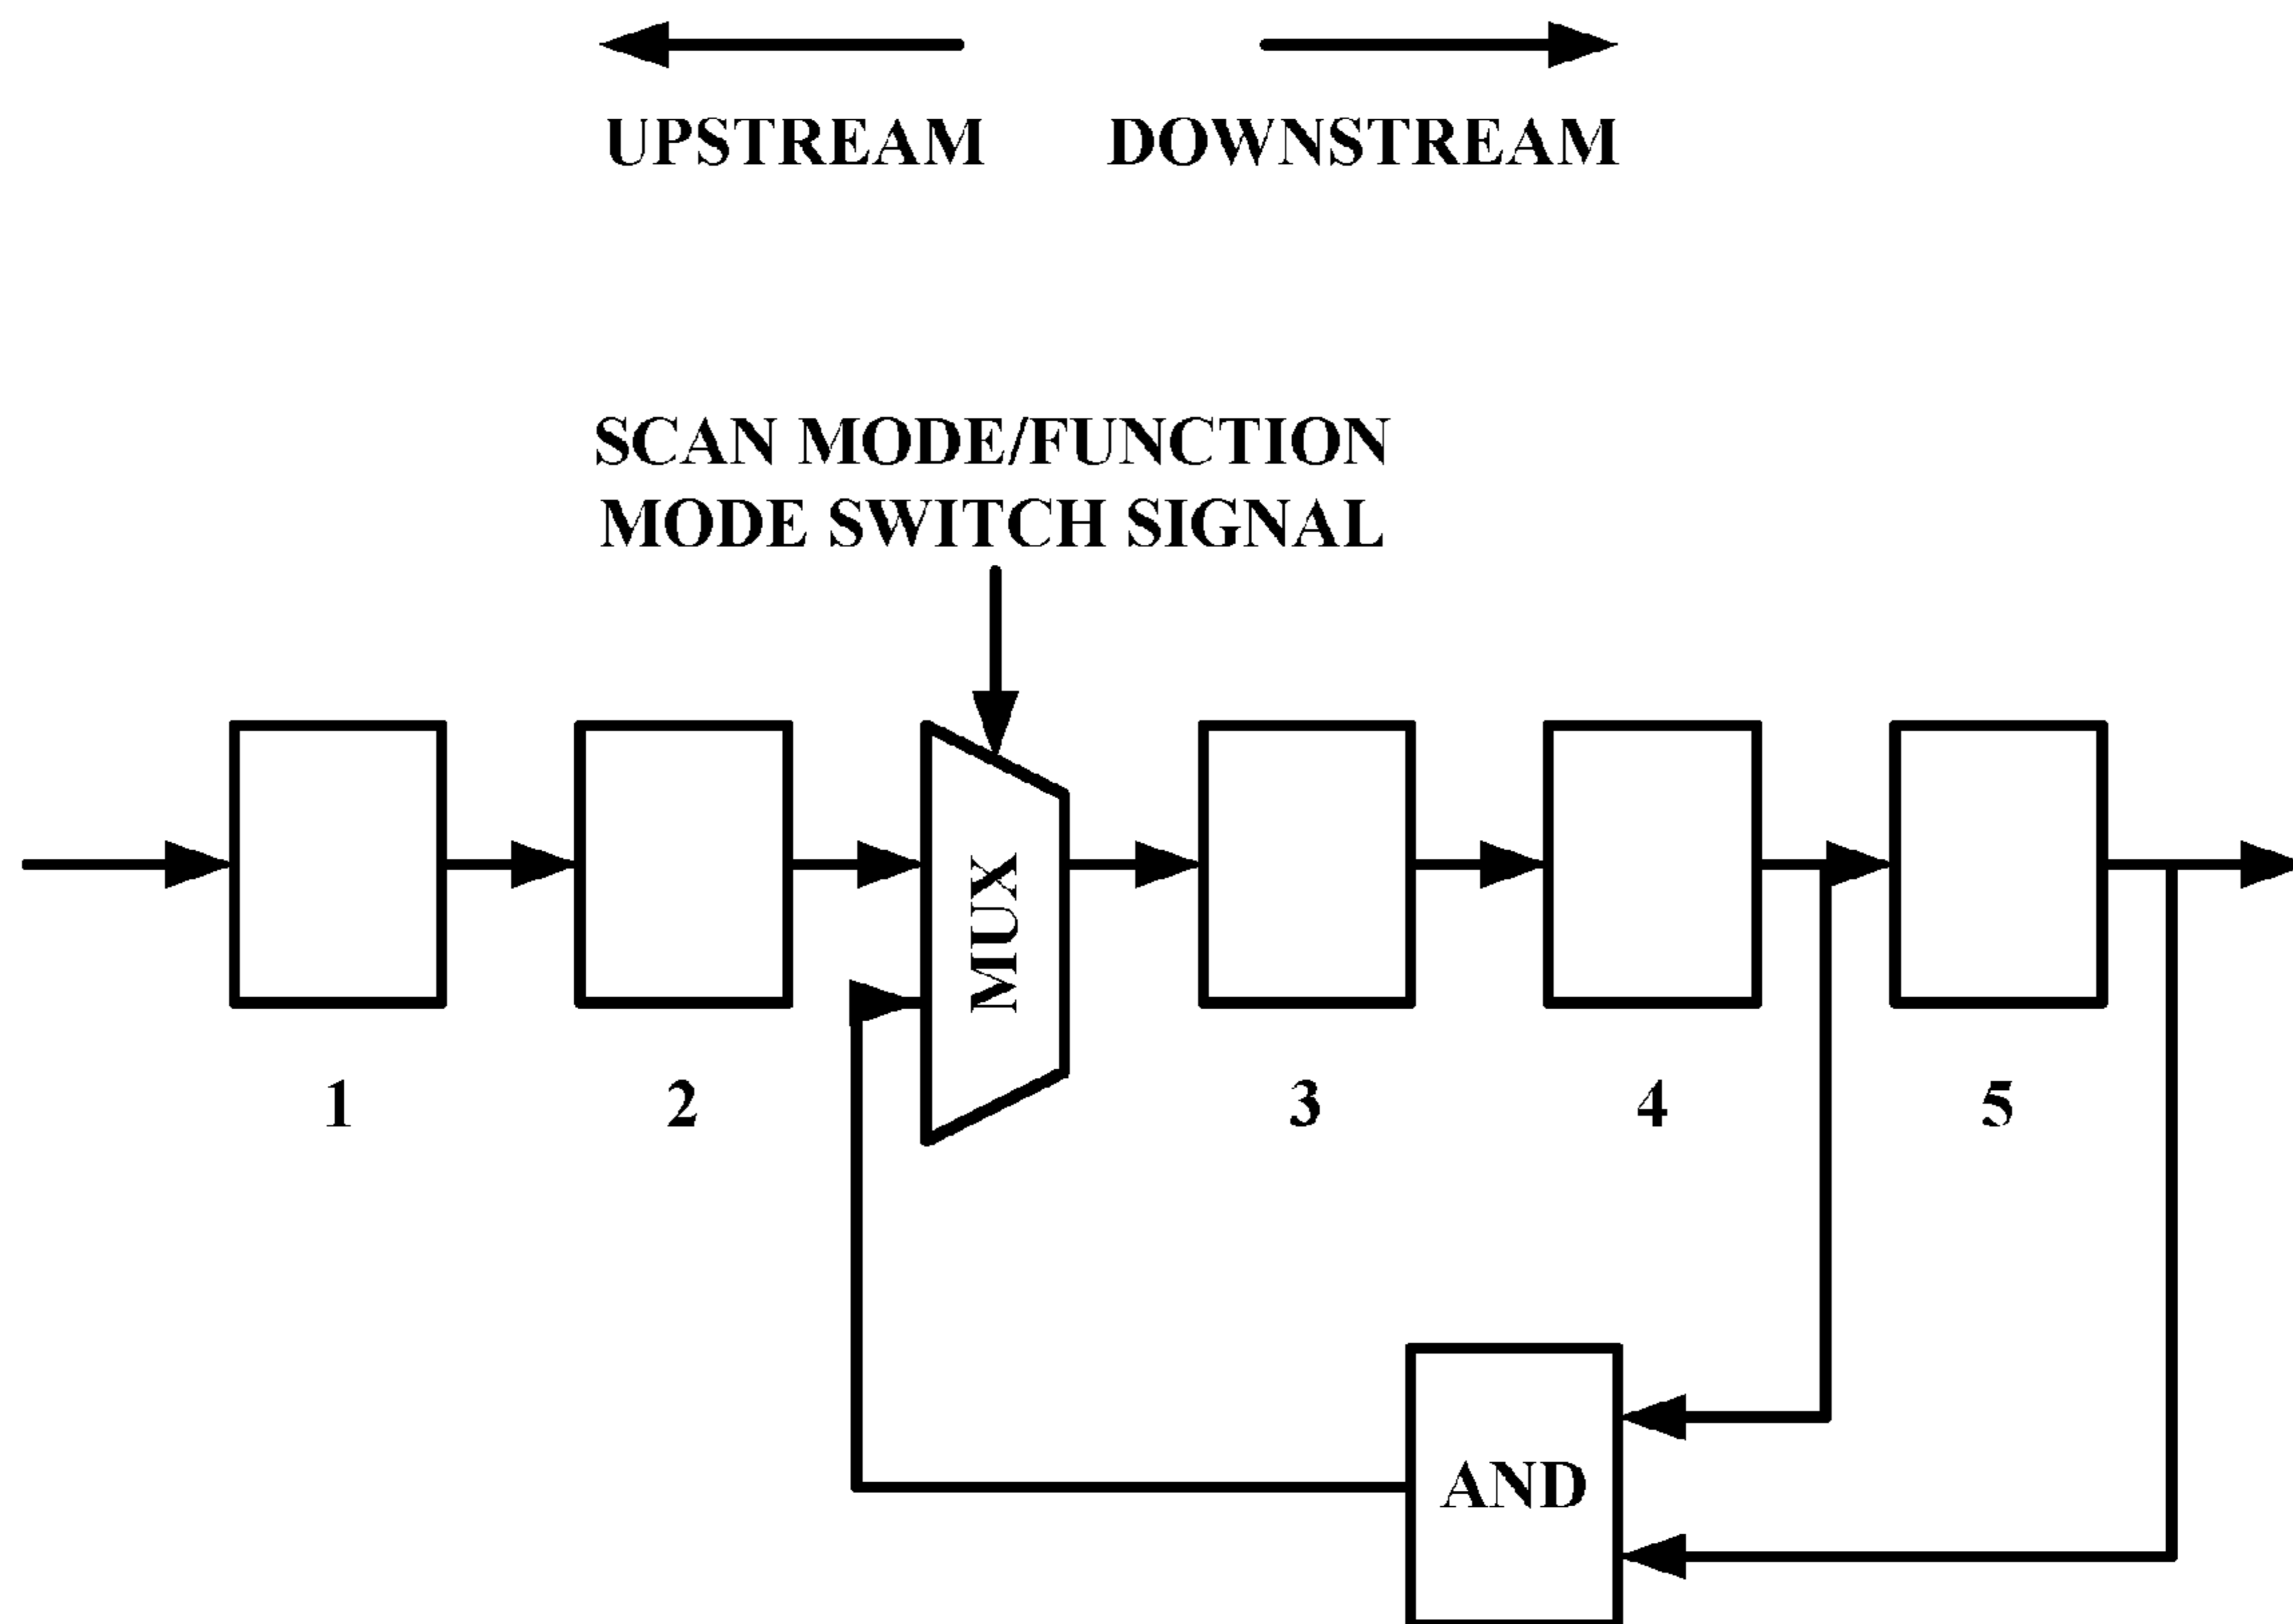 UPSTREAM DOWNSTREAM
SCAN MODE/FUNCTION
MODE SWITCH SIGNAL
MUX
1 2 3 4 5
AND